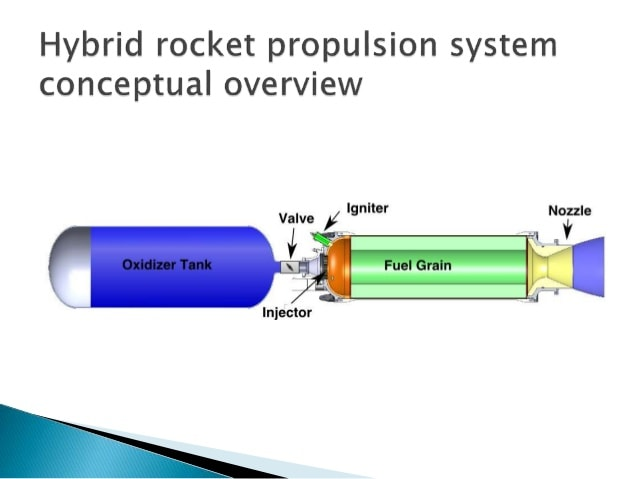 Hybrid rocket propulsion system
conceptual overview
Igniter
Valve
Nozzle
Oxidizer Tank
Fuel Grain
Injector